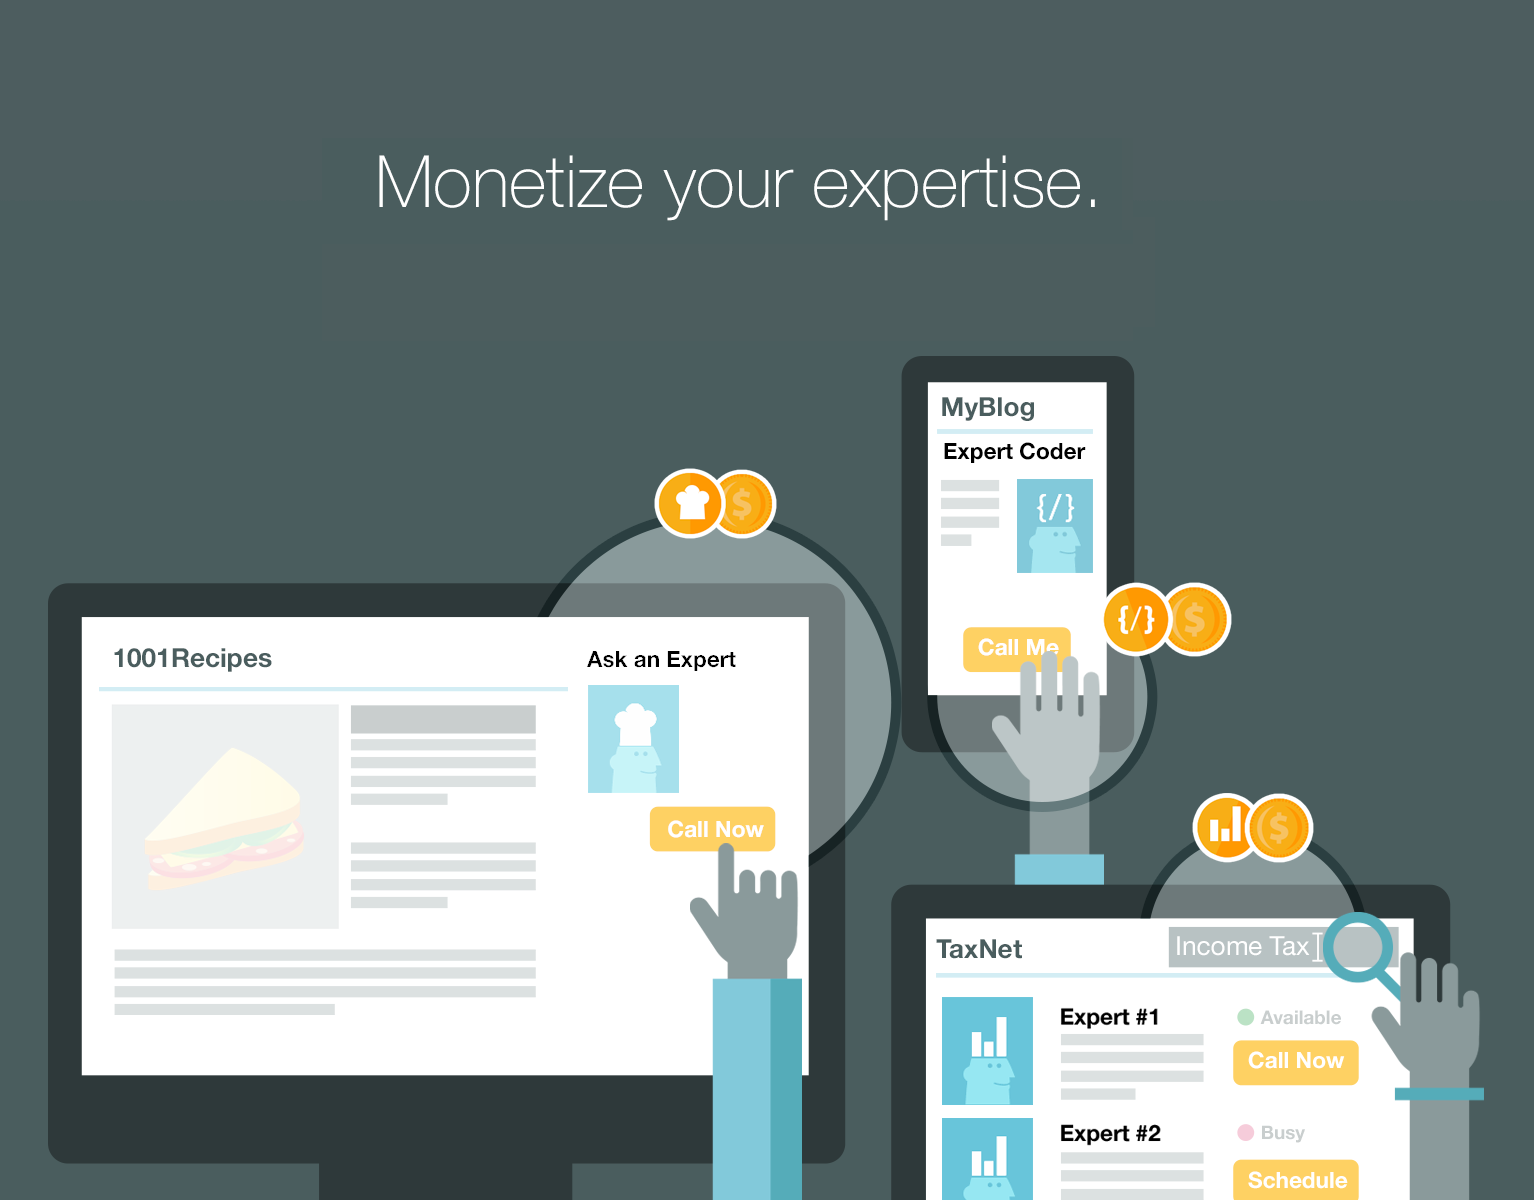 Monetize your expertise.
MyBlog
Expert Coder
{/}
Call Me
{/}
$
$
1001Recipes
Ask an Expert
Call Now
$
TaxNet
Income Tax
Expert #1
Available
Call Now
Expert #2
Busy
Schedule